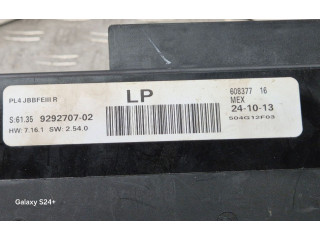 PL4 JBBFEIII R
LP
608377 16
MEX
24-10-13
S:61.35 9292707-02
HW: 7.16.1 SW: 2.54.0
504G12F03
Galaxy S24+